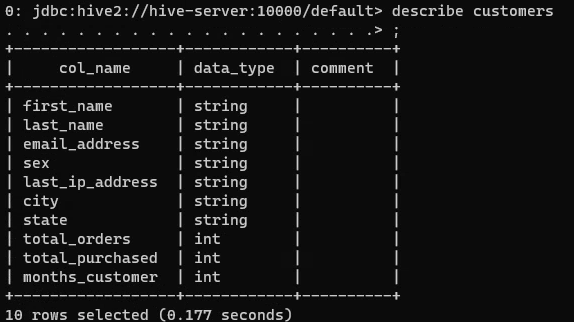 0: jdbc:hive2://hive-server:10000/default> describe customers
. . . . . . . . . . . . . . . . . . . .> ;
+------------------+------------+----------+
|     col_name     | data_type  | comment  |
+------------------+------------+----------+
| first_name       | string     |          |
| last_name        | string     |          |
| email_address    | string     |          |
| sex              | string     |          |
| last_ip_address  | string     |          |
| city             | string     |          |
| state            | string     |          |
| total_orders     | int        |          |
| total_purchased  | int        |          |
| months_customer  | int        |          |
+------------------+------------+----------+
10 rows selected (0.177 seconds)